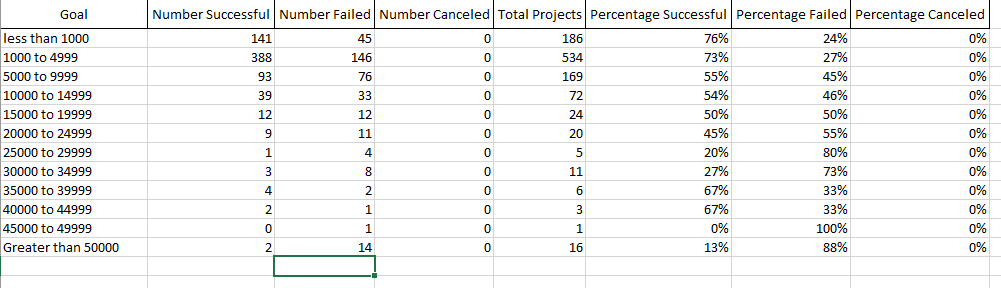 Goal Number Successful Number Failed Number Canceled Total Projects Percentage Successful Percentage Failed Percentage Canceled
less than 1000 141 45 0 186 76% 24% 0%
1000 to 4999 388 146 0 534 73% 27% 0%
5000 to 9999 93 76 0 169 55% 45% 0%
10000 to 14999 39 33 0 72 54% 46% 0%
15000 to 19999 12 12 0 24 50% 50% 0%
20000 to 24999 9 11 0 20 45% 55% 0%
25000 to 29999 1 4 0 5 20% 80% 0%
30000 to 34999 3 8 0 11 27% 73% 0%
35000 to 39999 4 2 0 6 67% 33% 0%
40000 to 44999 2 1 0 3 67% 33% 0%
45000 to 49999 0 1 0 1 0% 100% 0%
Greater than 50000 2 14 0 16 13% 88% 0%